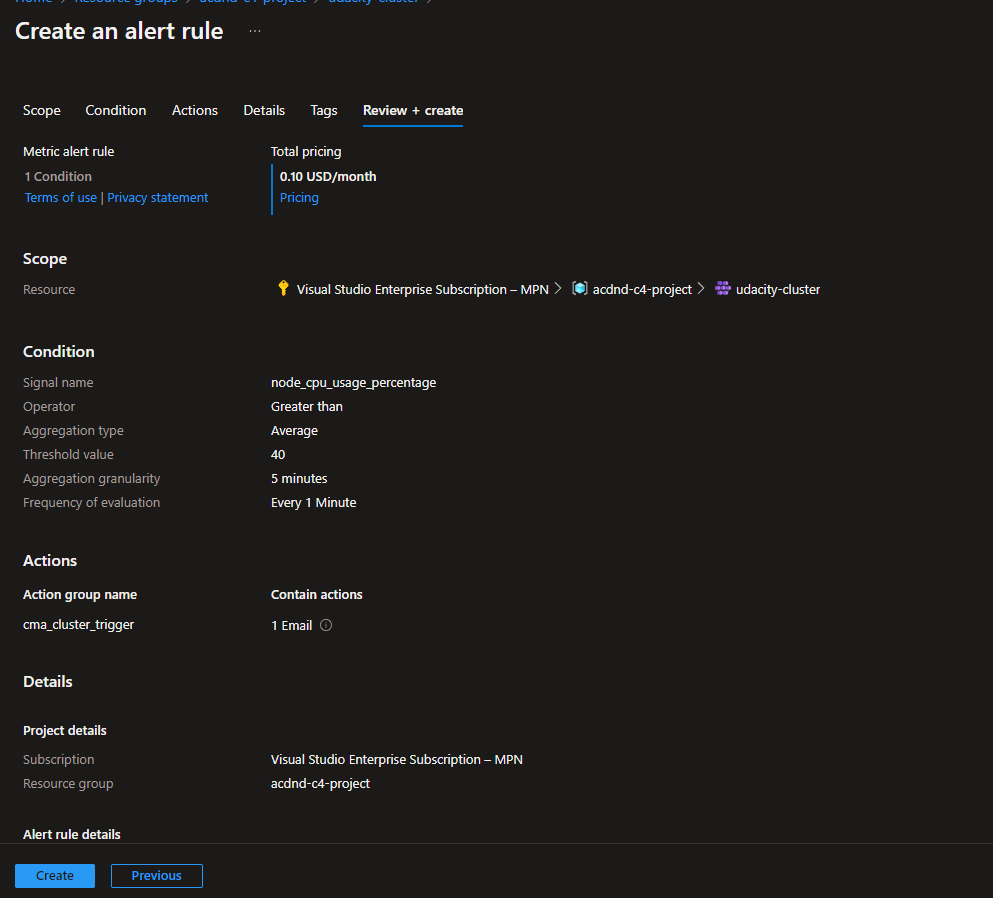 Home > Resource groups > acdnd-c4-project > udacity-cluster >
Create an alert rule ...
Scope Condition Actions Details Tags Review + create
Metric alert rule Total pricing
1 Condition 0.10 USD/month
Terms of use | Privacy statement Pricing
Scope
Resource Visual Studio Enterprise Subscription – MPN > acdnd-c4-project > udacity-cluster
Condition
Signal name node_cpu_usage_percentage
Operator Greater than
Aggregation type Average
Threshold value 40
Aggregation granularity 5 minutes
Frequency of evaluation Every 1 Minute
Actions
Action group name Contain actions
cma_cluster_trigger 1 Email
Details
Project details
Subscription Visual Studio Enterprise Subscription – MPN
Resource group acdnd-c4-project
Alert rule details
Create Previous